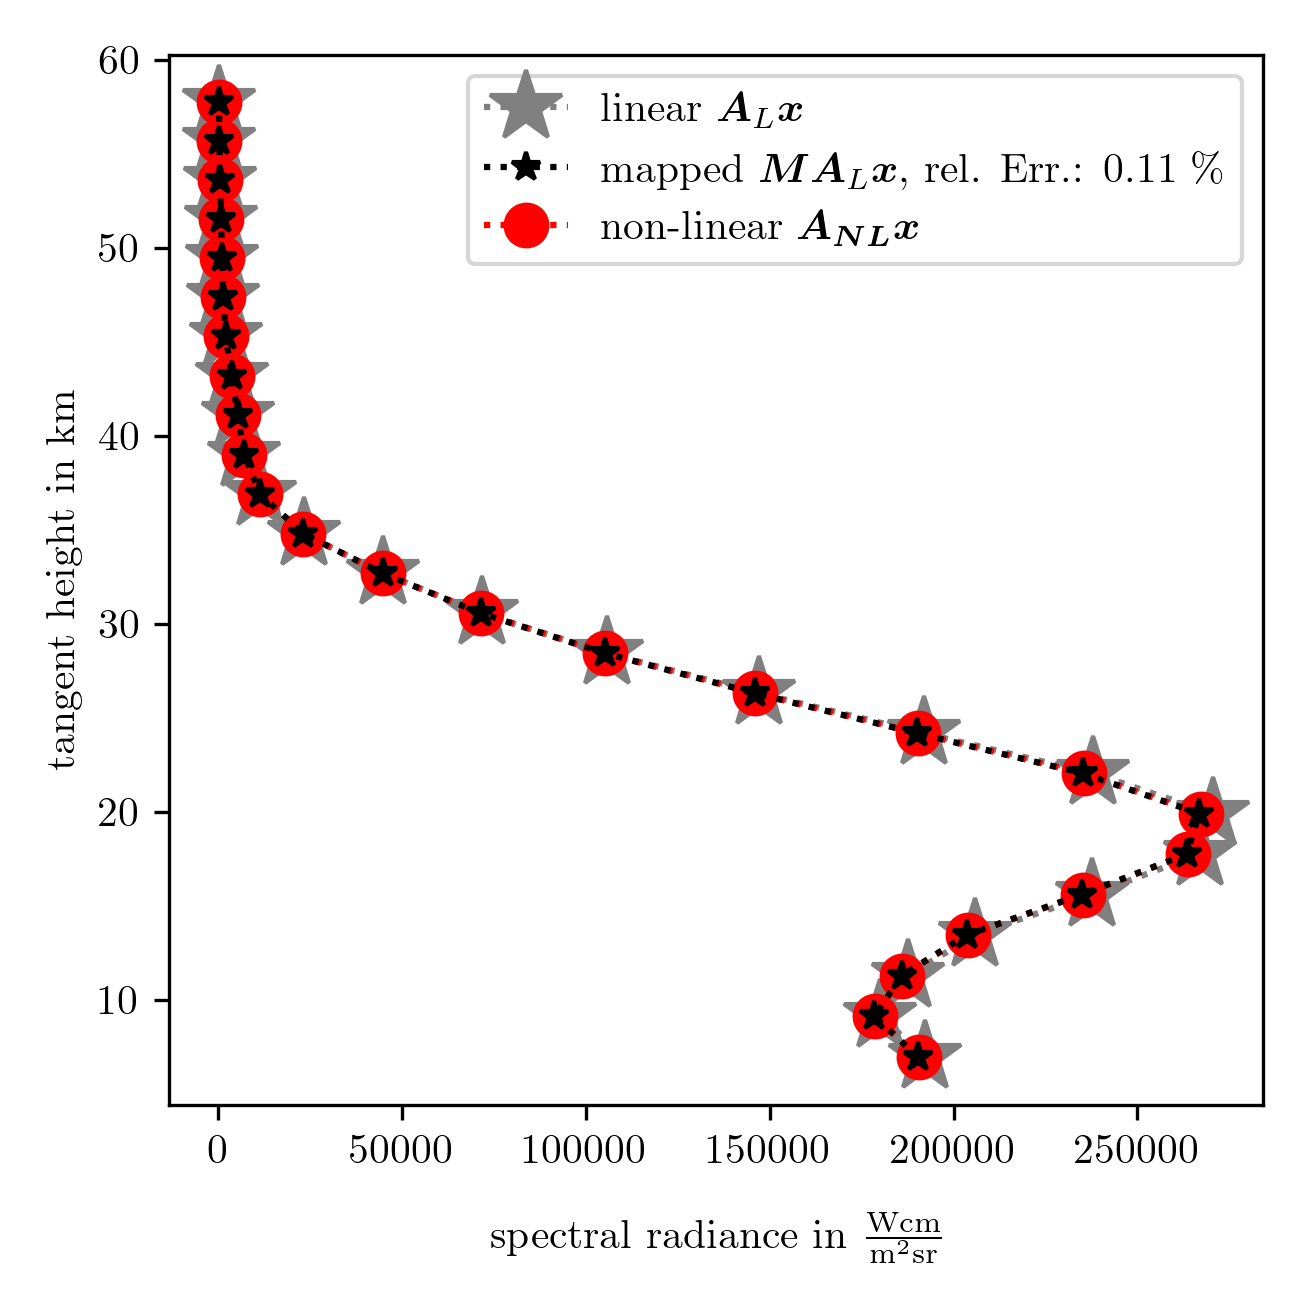 60
50
40
30
20
10
tangent height in km
linear A_L x
mapped MA_L x, rel. Err.: 0.11 %
non-linear A_NL x
0 50000 100000 150000 200000 250000
spectral radiance in Wcm/m²sr